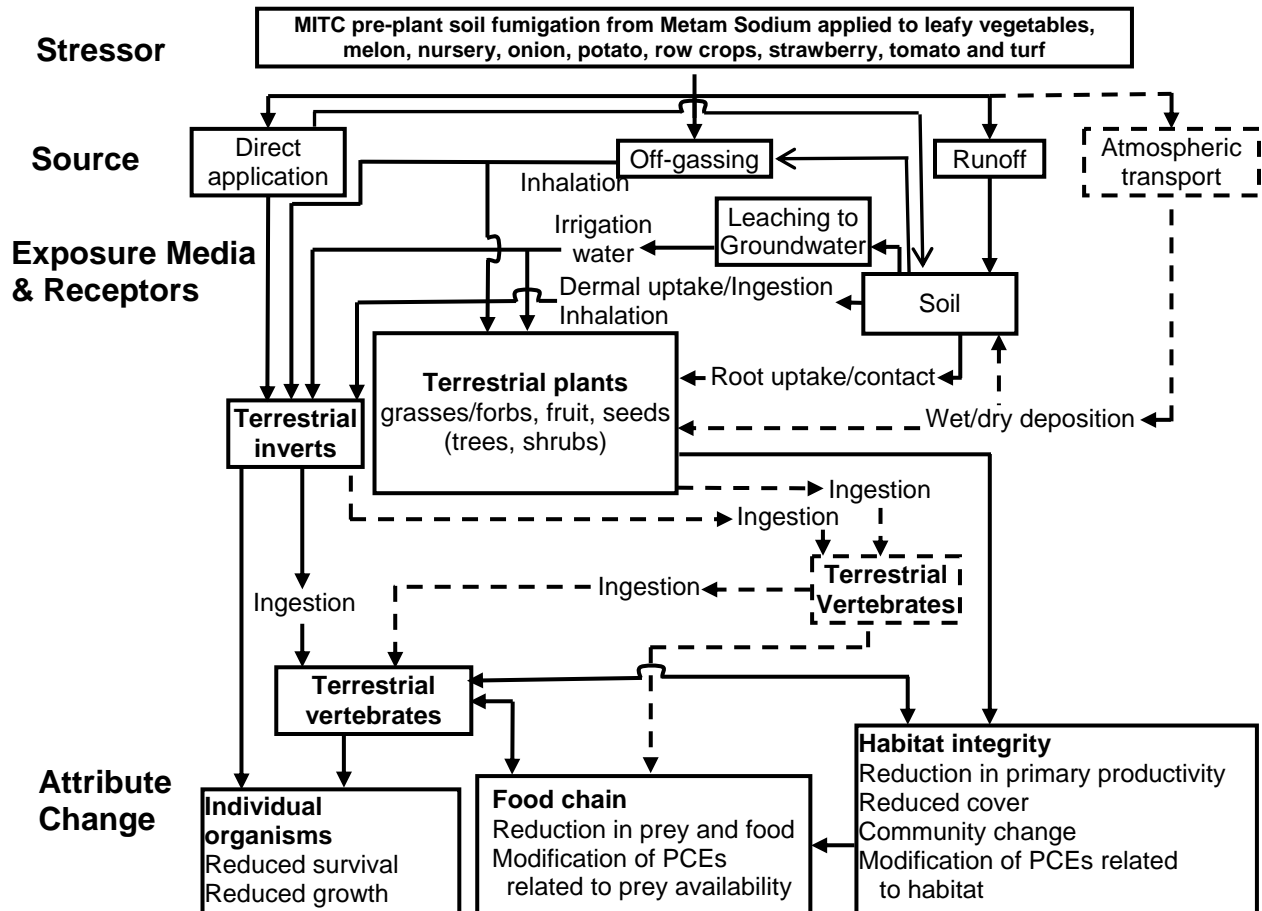 MITC pre-plant soil fumigation from Metam Sodium applied to leafy vegetables,
melon, nursery, onion, potato, row crops, strawberry, tomato and turf
Stressor
Source
Direct
application
Off-gassing
Runoff
Atmospheric
transport
Inhalation
Exposure Media
& Receptors
Irrigation
water
Leaching to
Groundwater
Dermal uptake/Ingestion
Inhalation
Soil
Terrestrial plants
grasses/forbs, fruit, seeds
(trees, shrubs)
Root uptake/contact
Wet/dry deposition
Terrestrial
inverts
Ingestion
Ingestion
Terrestrial
Vertebrates
Ingestion
Ingestion
Terrestrial
vertebrates
Attribute
Change
Individual
organisms
Reduced survival
Reduced growth
Food chain
Reduction in prey and food
Modification of PCEs
related to prey availability
Habitat integrity
Reduction in primary productivity
Reduced cover
Community change
Modification of PCEs related
to habitat